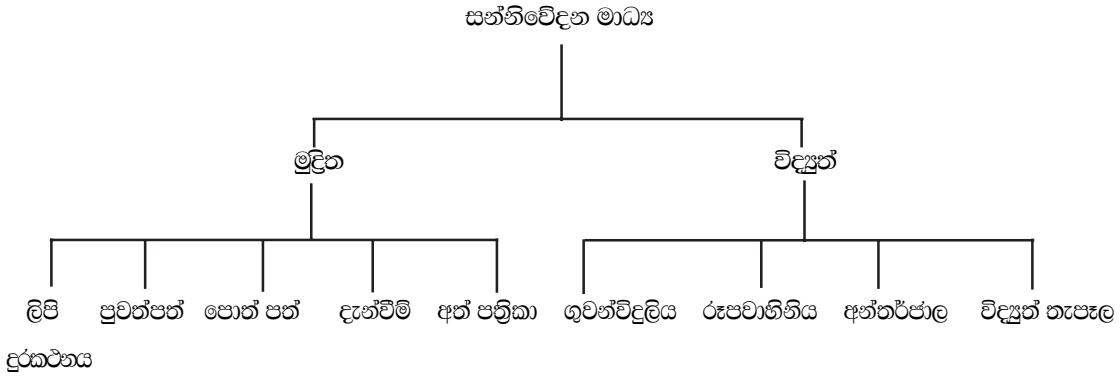 සන්නිවේදන මාධ්‍ය
මුද්‍රිත විද්‍යුත්
ලිපි පුවත්පත් පොත් පත් දැන්වීම් අත් පත්‍රිකා ගුවන්විදුලිය රූපවාහිනිය අන්තර්ජාල විද්‍යුත් තැපෑල
දුරකථනය